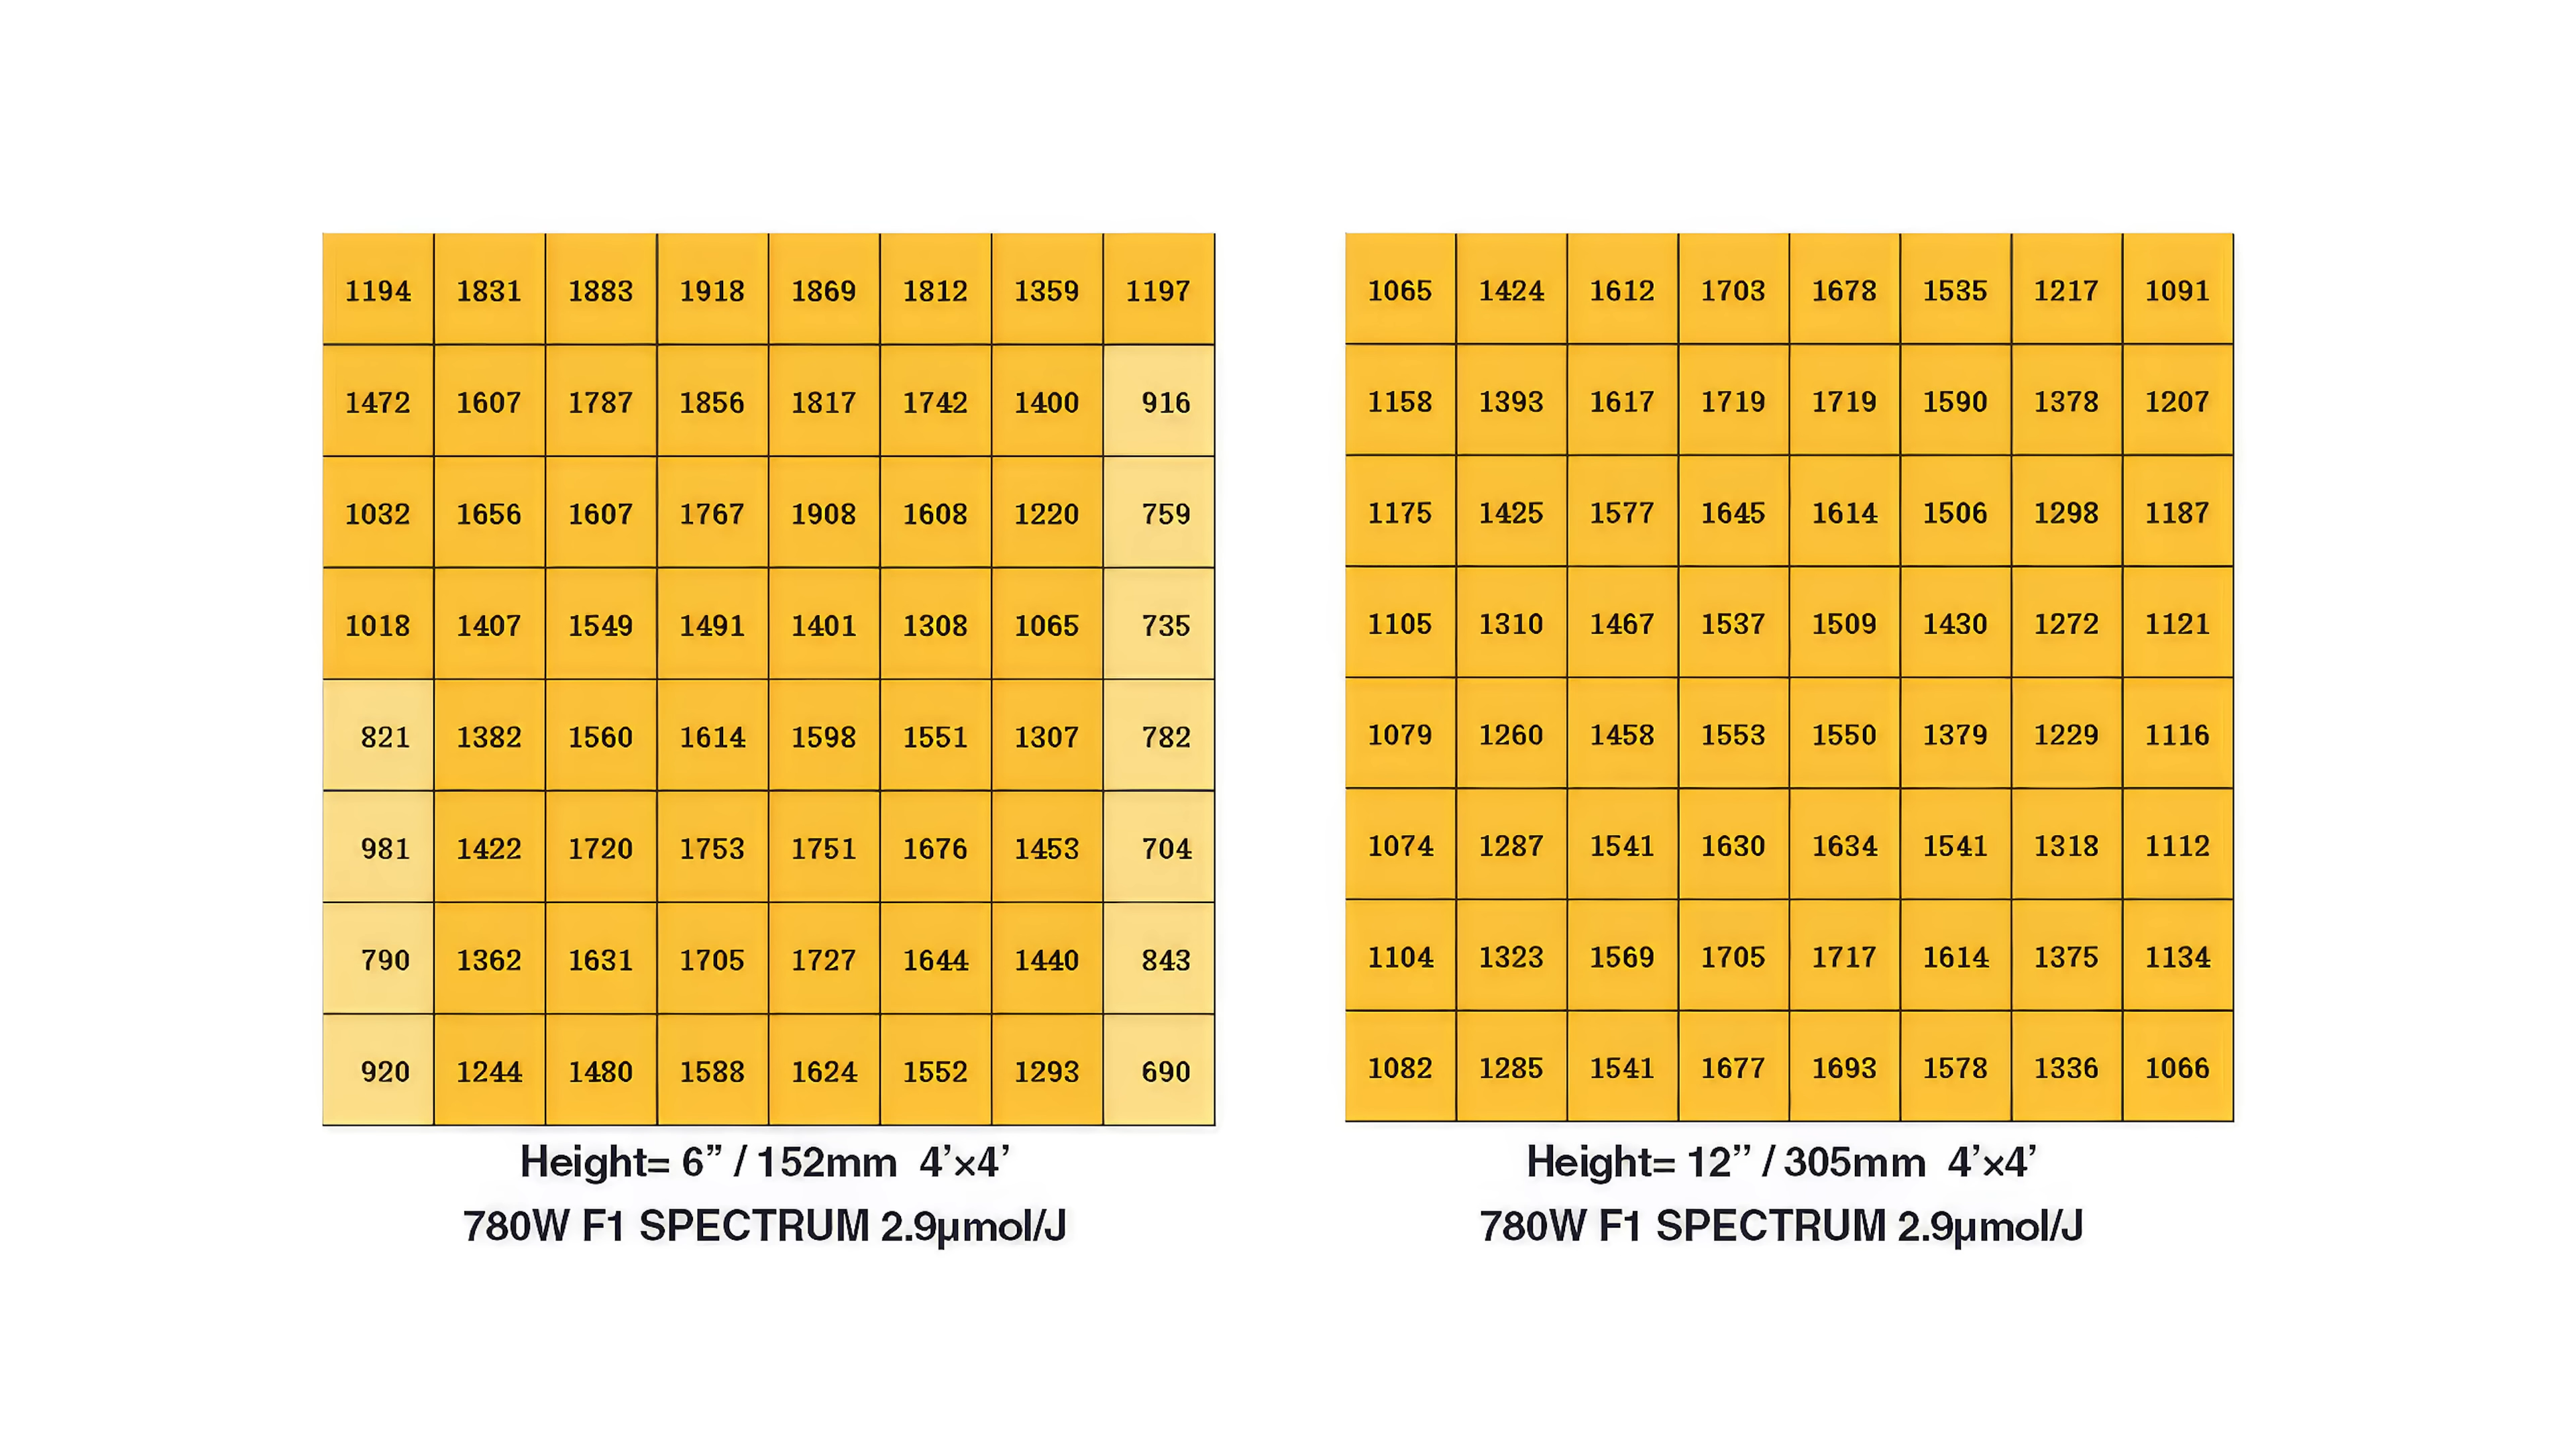 1194 1831 1883 1918 1869 1812 1359 1197
1472 1607 1787 1856 1817 1742 1400 916
1032 1656 1607 1767 1908 1608 1220 759
1018 1407 1549 1491 1401 1308 1065 735
821 1382 1560 1614 1598 1551 1307 782
981 1422 1720 1753 1751 1676 1453 704
790 1362 1631 1705 1727 1644 1440 843
920 1244 1480 1588 1624 1552 1293 690
Height= 6” / 152mm 4’×4’
780W F1 SPECTRUM 2.9µmol/J
1065 1424 1612 1703 1678 1535 1217 1091
1158 1393 1617 1719 1719 1590 1378 1207
1175 1425 1577 1645 1614 1506 1298 1187
1105 1310 1467 1537 1509 1430 1272 1121
1079 1260 1458 1553 1550 1379 1229 1116
1074 1287 1541 1630 1634 1541 1318 1112
1104 1323 1569 1705 1717 1614 1375 1134
1082 1285 1541 1677 1693 1578 1336 1066
Height= 12” / 305mm 4’×4’
780W F1 SPECTRUM 2.9µmol/J